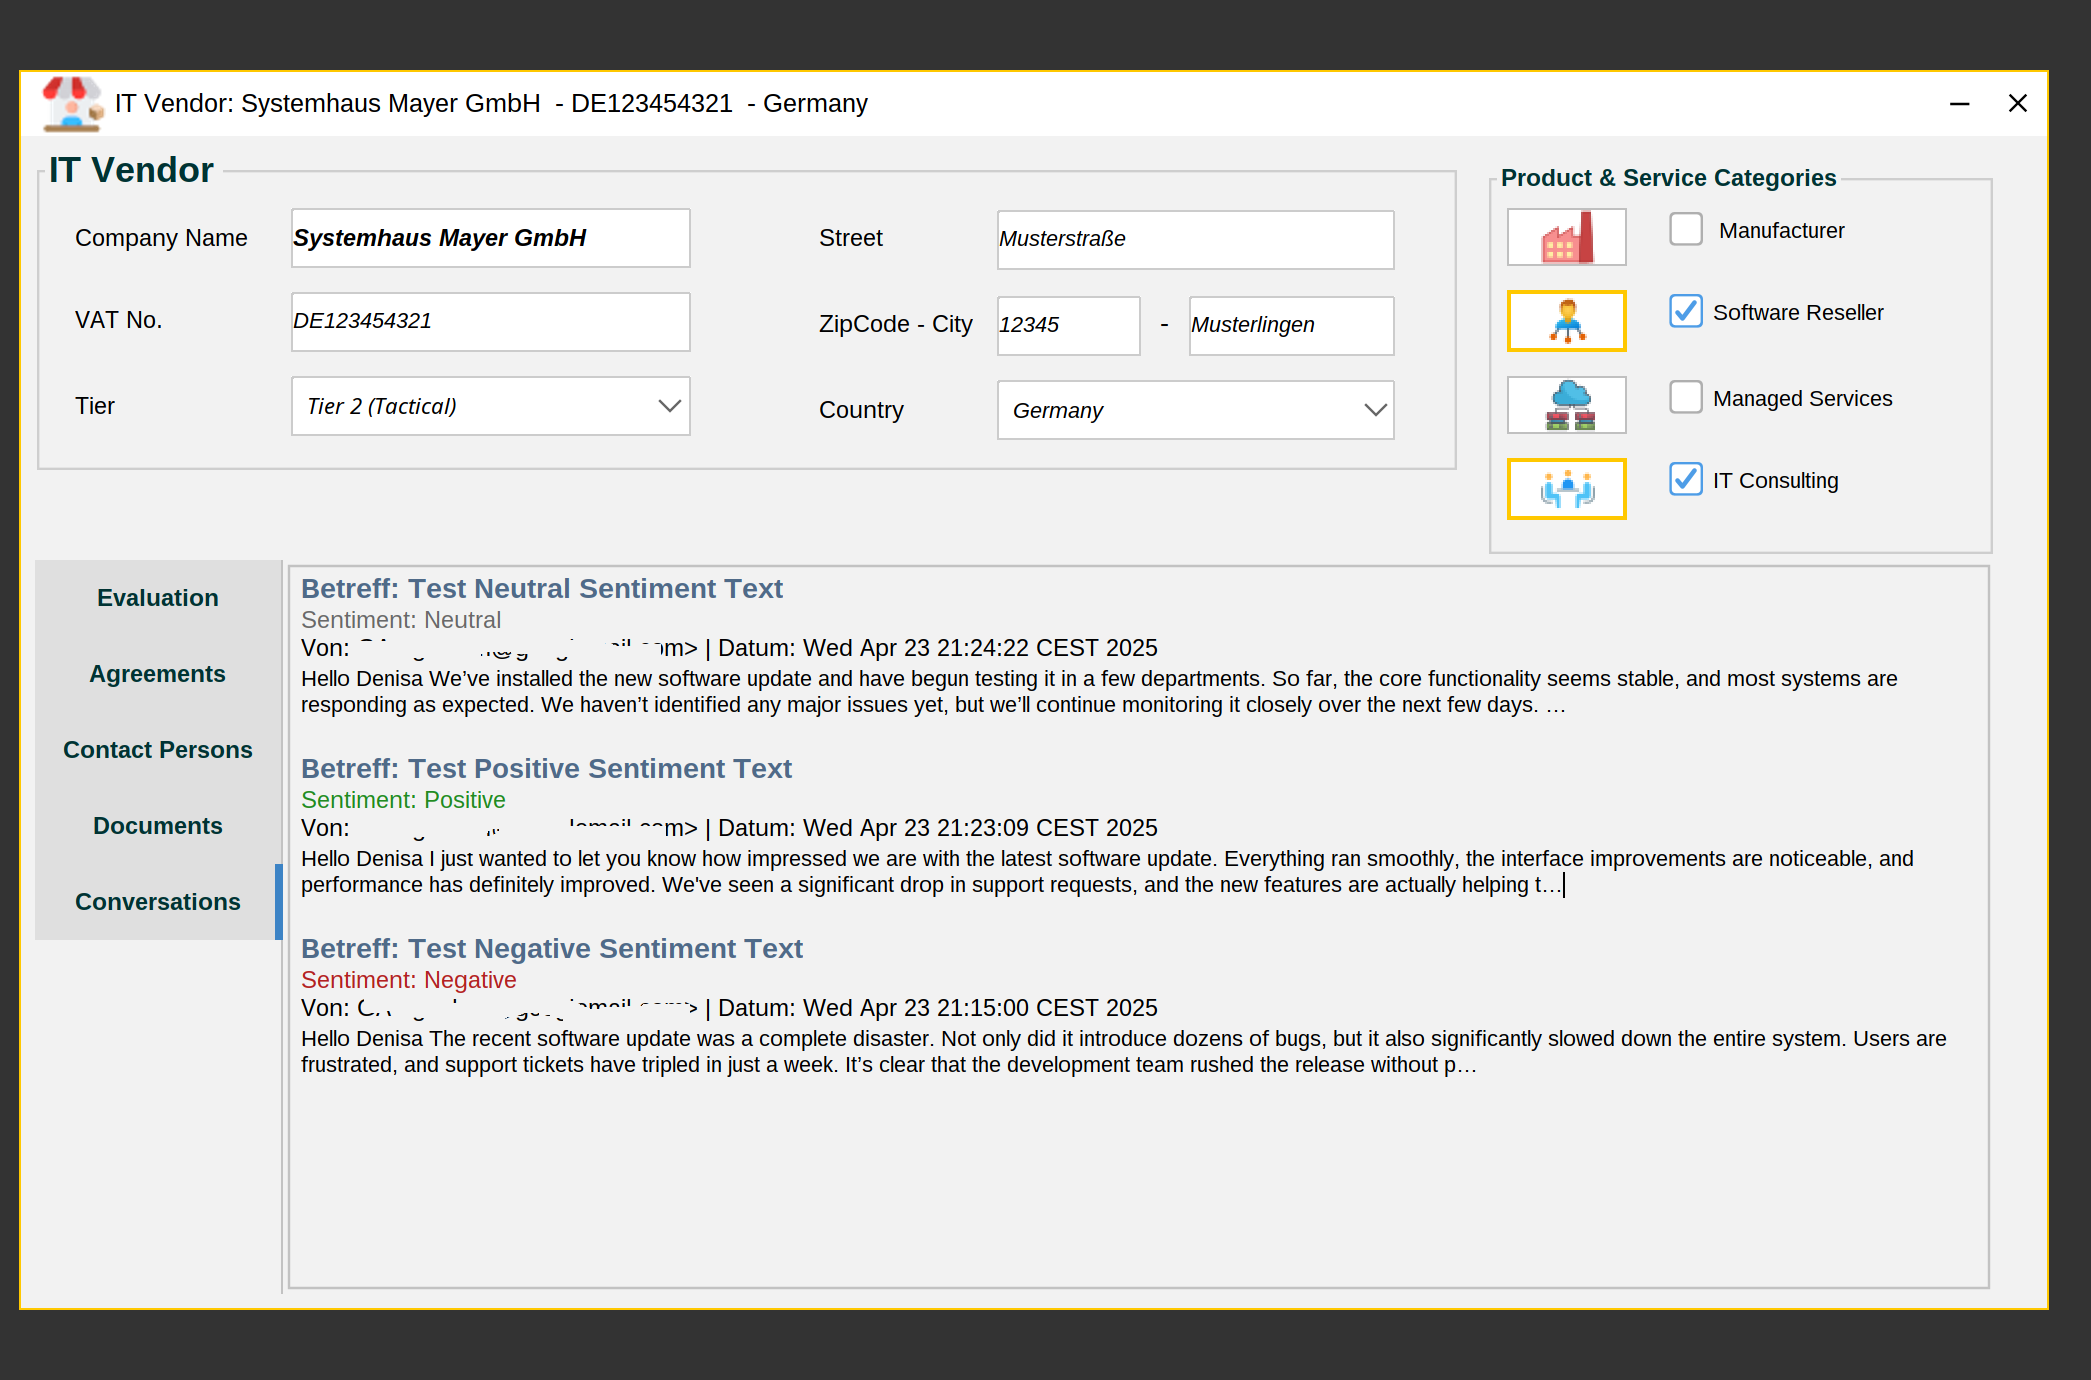 IT Vendor: Systemhaus Mayer GmbH - DE123454321 - Germany
IT Vendor
Company Name
Systemhaus Mayer GmbH
Street
Musterstraße
VAT No.
DE123454321
ZipCode - City
12345
-
Musterlingen
Tier
Tier 2 (Tactical)
Country
Germany
Product & Service Categories
Manufacturer
Software Reseller
Managed Services
IT Consulting
Evaluation
Agreements
Contact Persons
Documents
Conversations
Betreff: Test Neutral Sentiment Text
Sentiment: Neutral
Von: | Datum: Wed Apr 23 21:24:22 CEST 2025
Hello Denisa We’ve installed the new software update and have begun testing it in a few departments. So far, the core functionality seems stable, and most systems are
responding as expected. We haven’t identified any major issues yet, but we’ll continue monitoring it closely over the next few days. …
Betreff: Test Positive Sentiment Text
Sentiment: Positive
Von: | Datum: Wed Apr 23 21:23:09 CEST 2025
Hello Denisa I just wanted to let you know how impressed we are with the latest software update. Everything ran smoothly, the interface improvements are noticeable, and
performance has definitely improved. We've seen a significant drop in support requests, and the new features are actually helping t…
Betreff: Test Negative Sentiment Text
Sentiment: Negative
Von: | Datum: Wed Apr 23 21:15:00 CEST 2025
Hello Denisa The recent software update was a complete disaster. Not only did it introduce dozens of bugs, but it also significantly slowed down the entire system. Users are
frustrated, and support tickets have tripled in just a week. It’s clear that the development team rushed the release without p…